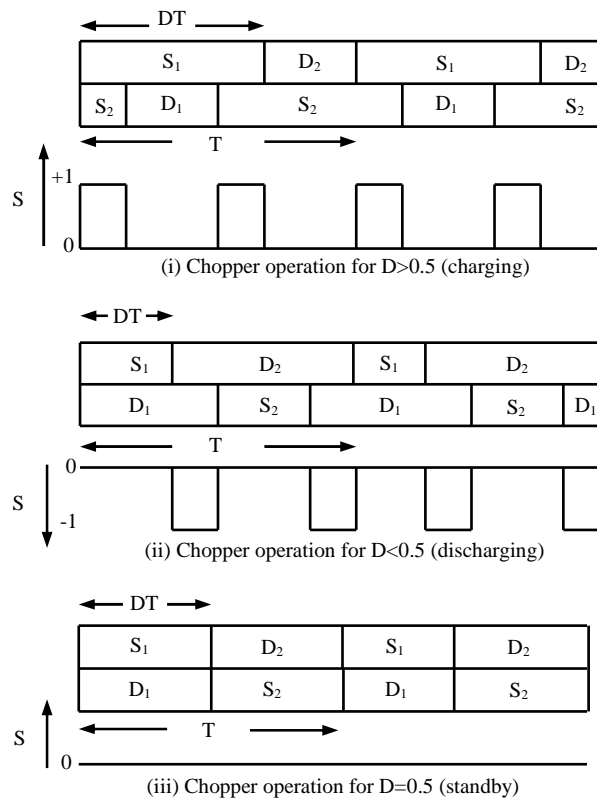 DT
S₁ D₂ S₁ D₂
S₂ D₁ S₂ D₁ S₂
T
+1
S
0
(i) Chopper operation for D>0.5 (charging)
DT
S₁ D₂ S₁ D₂
D₁ S₂ D₁ S₂ D₁
T
0
S
-1
(ii) Chopper operation for D<0.5 (discharging)
DT
S₁ D₂ S₁ D₂
D₁ S₂ D₁ S₂
T
S
0
(iii) Chopper operation for D=0.5 (standby)